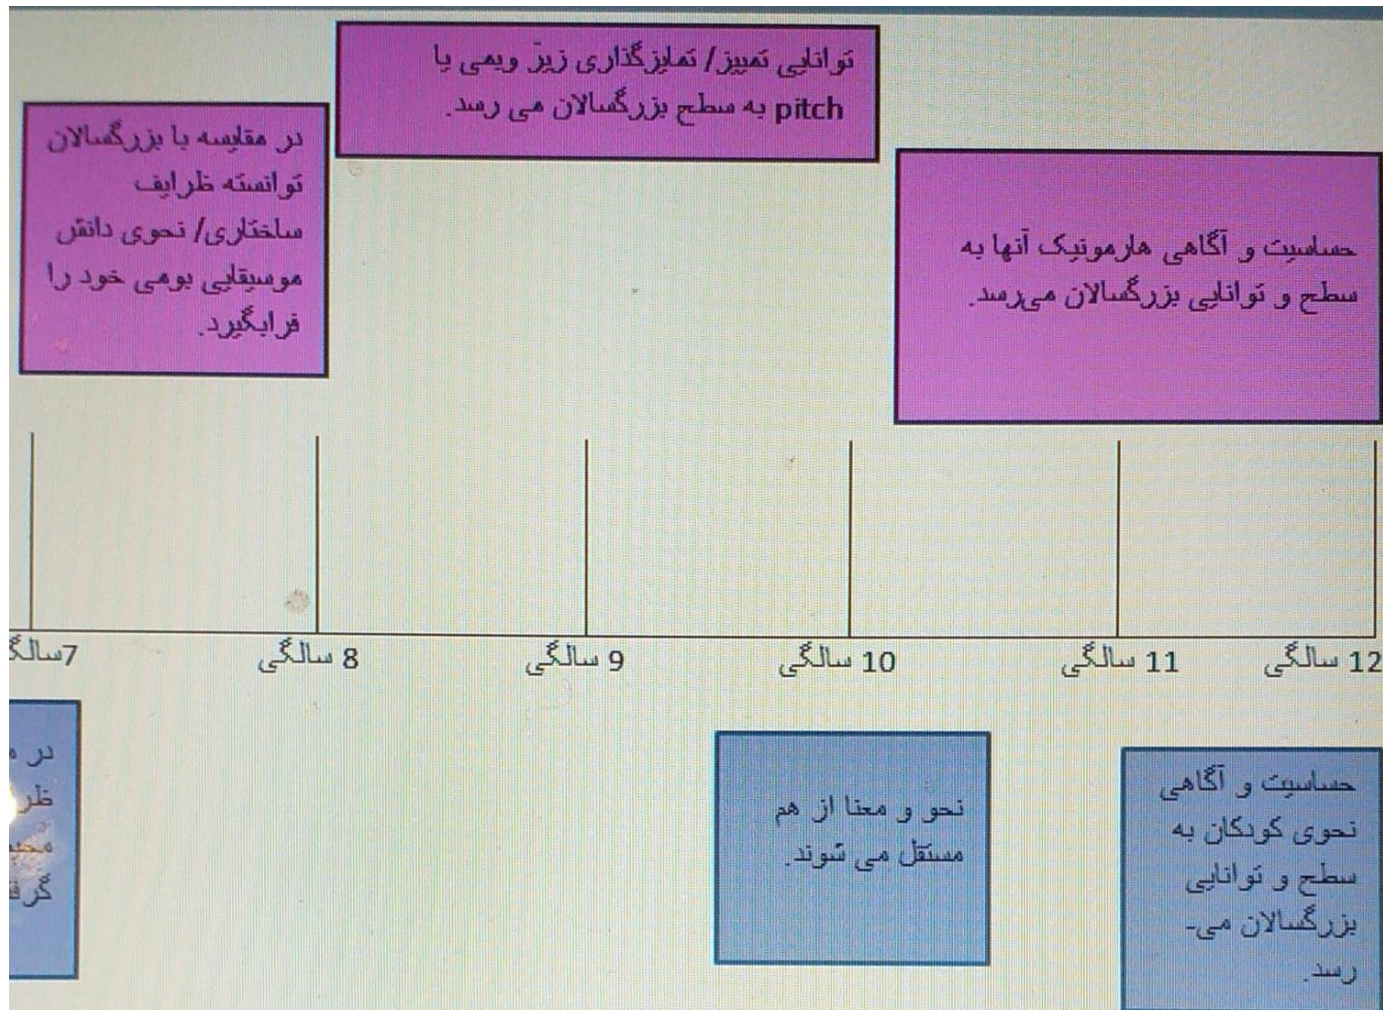 توانایی تمییز/ تمایزگذاری زیرّ وبمی یا
pitch به سطح بزرگسالان می رسد.
در مقایسه با بزرگسالان
توانسته ظرایف
ساختاری/ نحوی دانش
موسیقایی بومی خود را
فرابگیرد.
حساسیت و آگاهی هارمونیک آنها به
سطح و توانایی بزرگسالان می‌رسد.
7سالگ
8 سالگی
9 سالگی
10 سالگی
11 سالگی
12 سالگی
در
نحو و معنا از هم
مستقل می شوند.
حساسیت و آگاهی
نحوی کودکان به
سطح و توانایی
بزرگسالان می-
رسد.